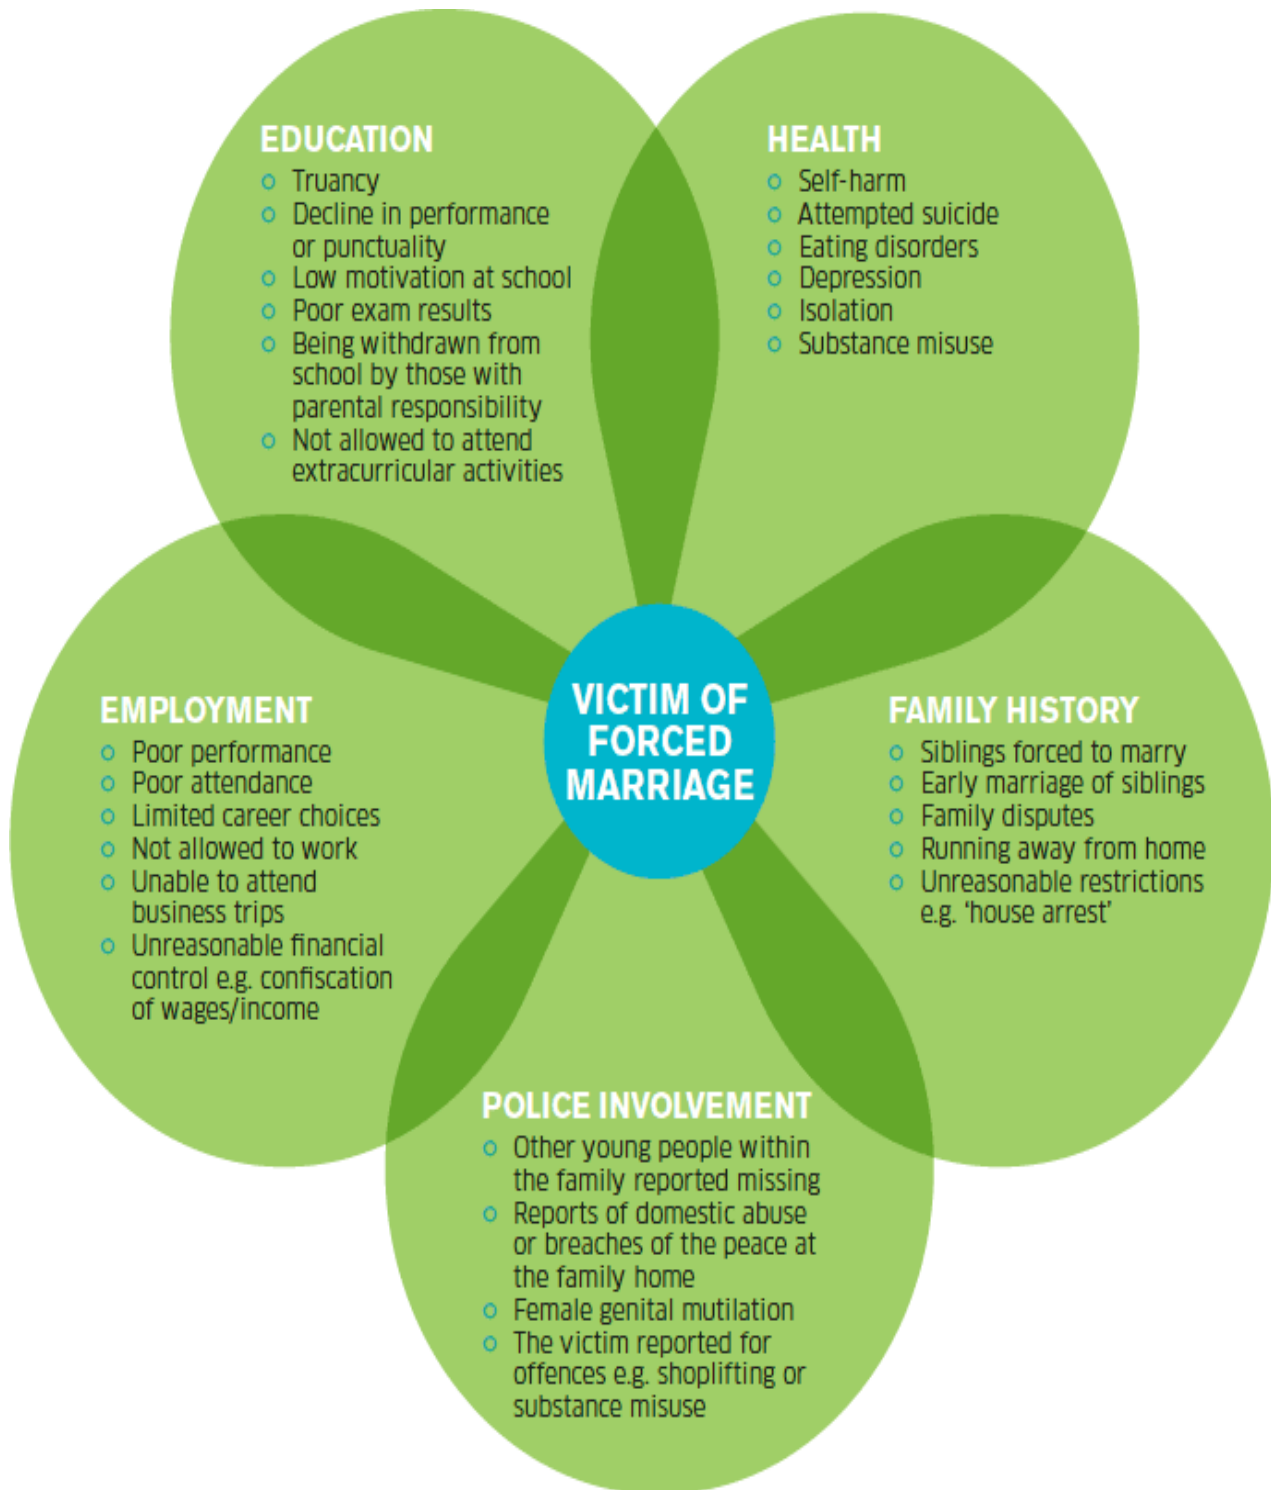 EDUCATION
Truancy
Decline in performance
or punctuality
Low motivation at school
Poor exam results
Being withdrawn from
school by those with
parental responsibility
Not allowed to attend
extracurricular activities
HEALTH
Self-harm
Attempted suicide
Eating disorders
Depression
Isolation
Substance misuse
VICTIM OF
FORCED
MARRIAGE
EMPLOYMENT
Poor performance
Poor attendance
Limited career choices
Not allowed to work
Unable to attend
business trips
Unreasonable financial
control e.g. confiscation
of wages/income
FAMILY HISTORY
Siblings forced to marry
Early marriage of siblings
Family disputes
Running away from home
Unreasonable restrictions
e.g. ‘house arrest’
POLICE INVOLVEMENT
Other young people within
the family reported missing
Reports of domestic abuse
or breaches of the peace at
the family home
Female genital mutilation
The victim reported for
offences e.g. shoplifting or
substance misuse